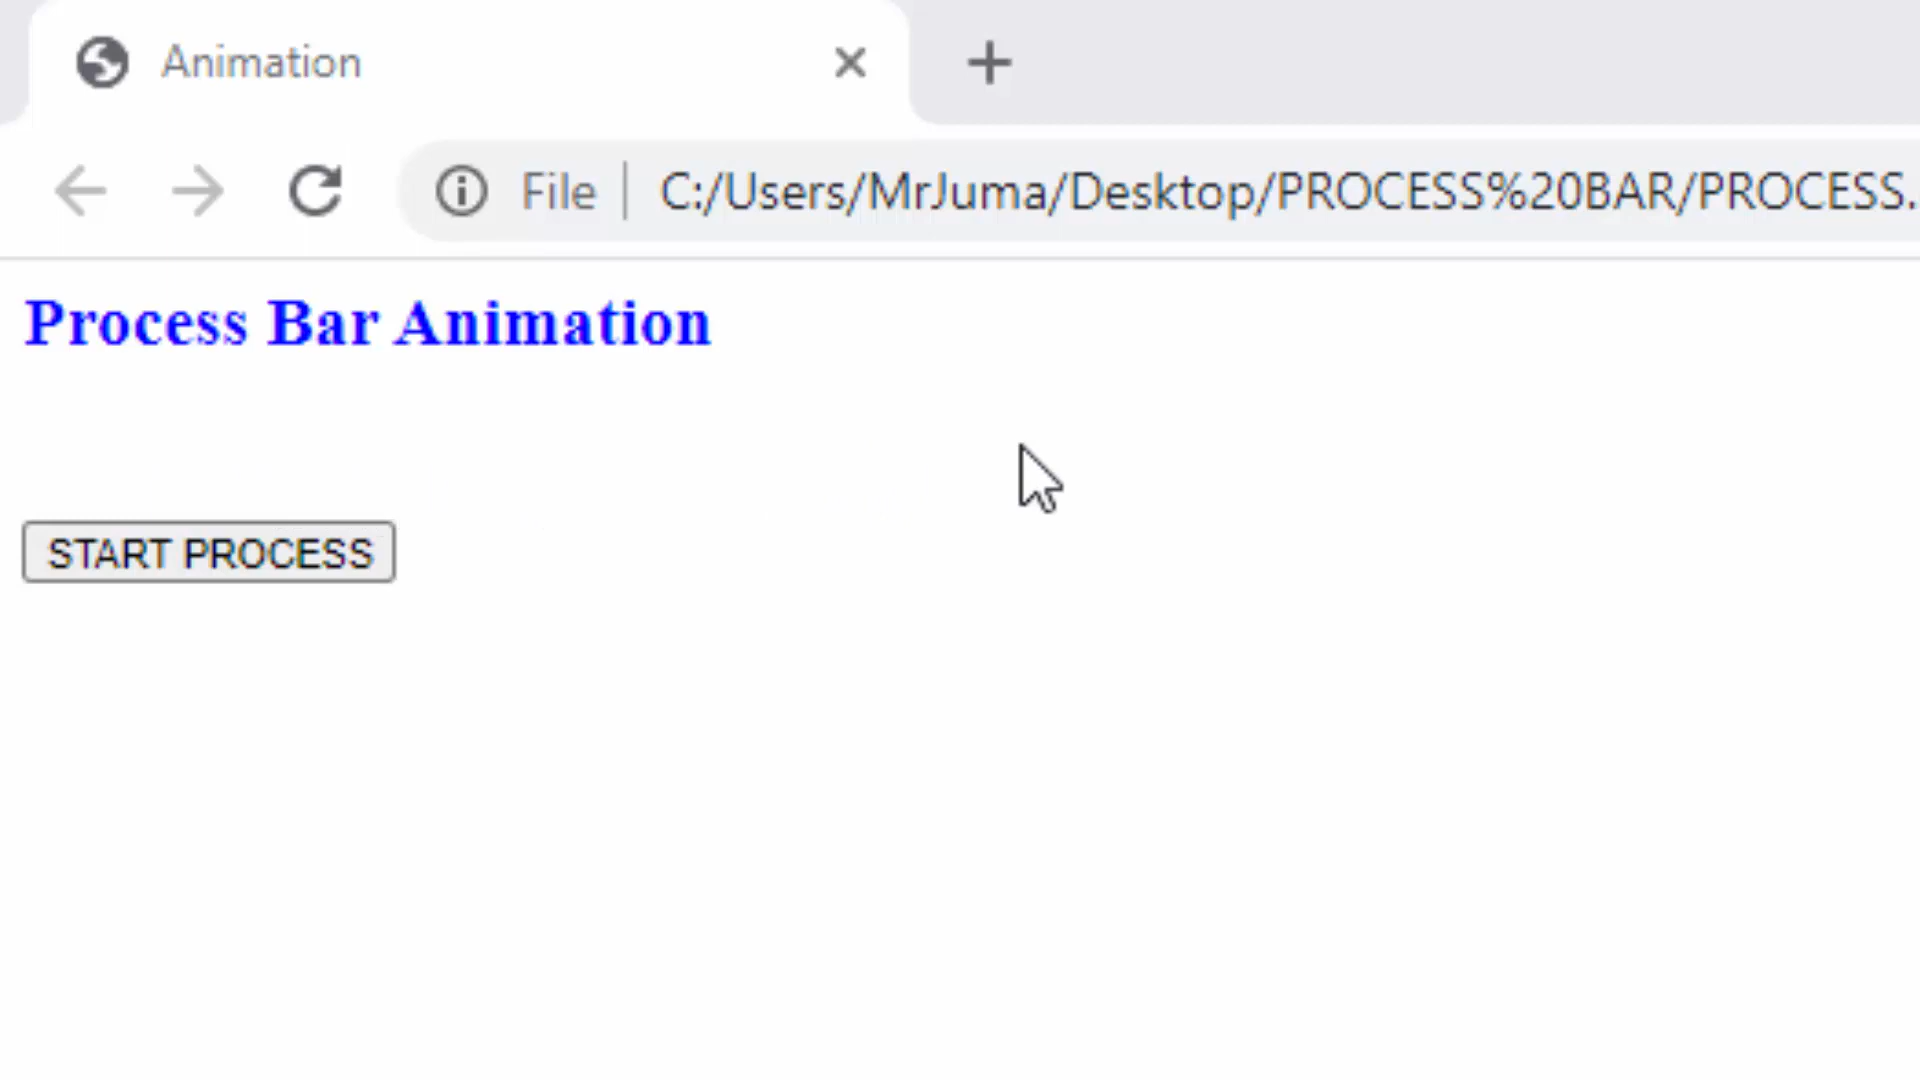 Animation
File | C:/Users/MrJuma/Desktop/PROCESS%20BAR/PROCESS.
Process Bar Animation
START PROCESS